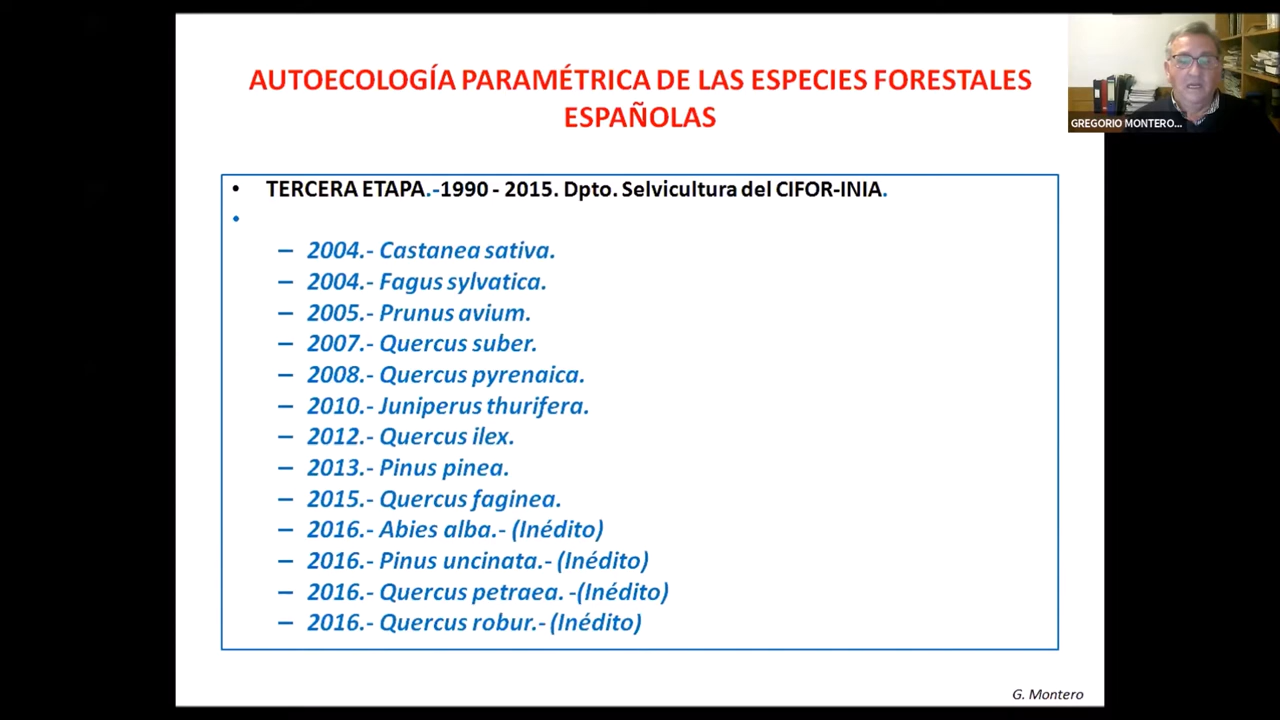 AUTOECOLOGÍA PARAMÉTRICA DE LAS ESPECIES FORESTALES
ESPAÑOLAS
GREGORIO MONTERO...
• TERCERA ETAPA.-1990 - 2015. Dpto. Selvicultura del CIFOR-INIA.
•
– 2004.- Castanea sativa.
– 2004.- Fagus sylvatica.
– 2005.- Prunus avium.
– 2007.- Quercus suber.
– 2008.- Quercus pyrenaica.
– 2010.- Juniperus thurifera.
– 2012.- Quercus ilex.
– 2013.- Pinus pinea.
– 2015.- Quercus faginea.
– 2016.- Abies alba.- (Inédito)
– 2016.- Pinus uncinata.- (Inédito)
– 2016.- Quercus petraea. -(Inédito)
– 2016.- Quercus robur.- (Inédito)
G. Montero